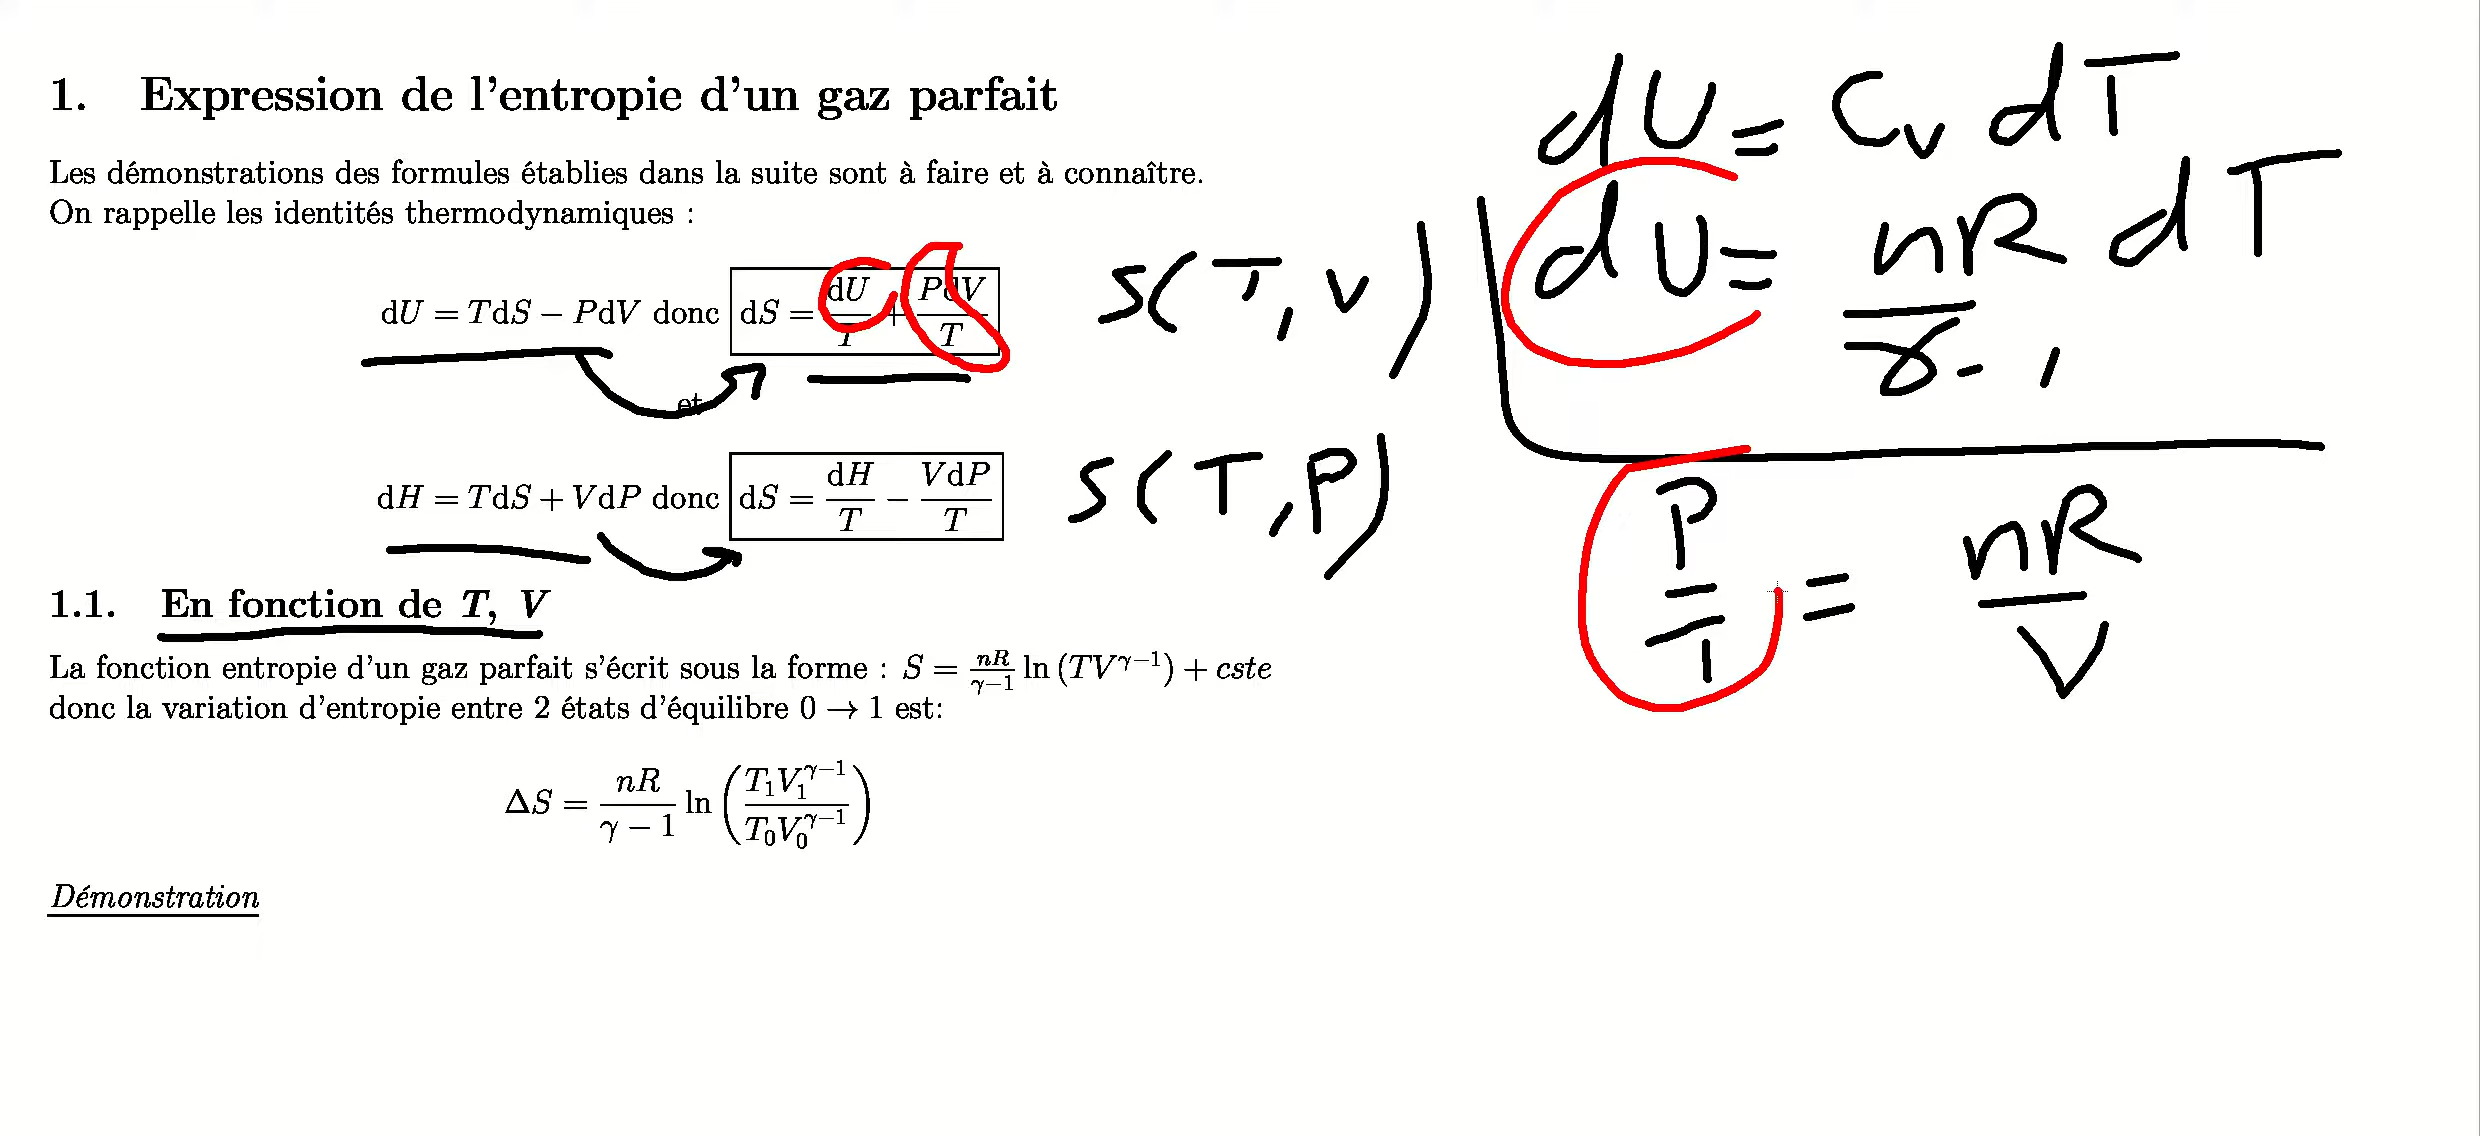 1. Expression de l'entropie d'un gaz parfait
Les démonstrations des formules établies dans la suite sont à faire et à connaître.
On rappelle les identités thermodynamiques :
dU = TdS − PdV donc dS = dU/T + PdV/T
S(T, V)
et
dH = TdS + VdP donc dS = dH/T − VdP/T
S(T, P)
1.1. En fonction de T, V
La fonction entropie d'un gaz parfait s'écrit sous la forme : S = nR/(γ−1) ln (TV^(γ−1)) + cste
donc la variation d'entropie entre 2 états d'équilibre 0 → 1 est:
ΔS = nR/(γ − 1) ln (T₁V₁^(γ−1) / T₀V₀^(γ−1))
Démonstration
dU = Cv dT
dU = nR/(γ-1) dT
P/T = nR/V